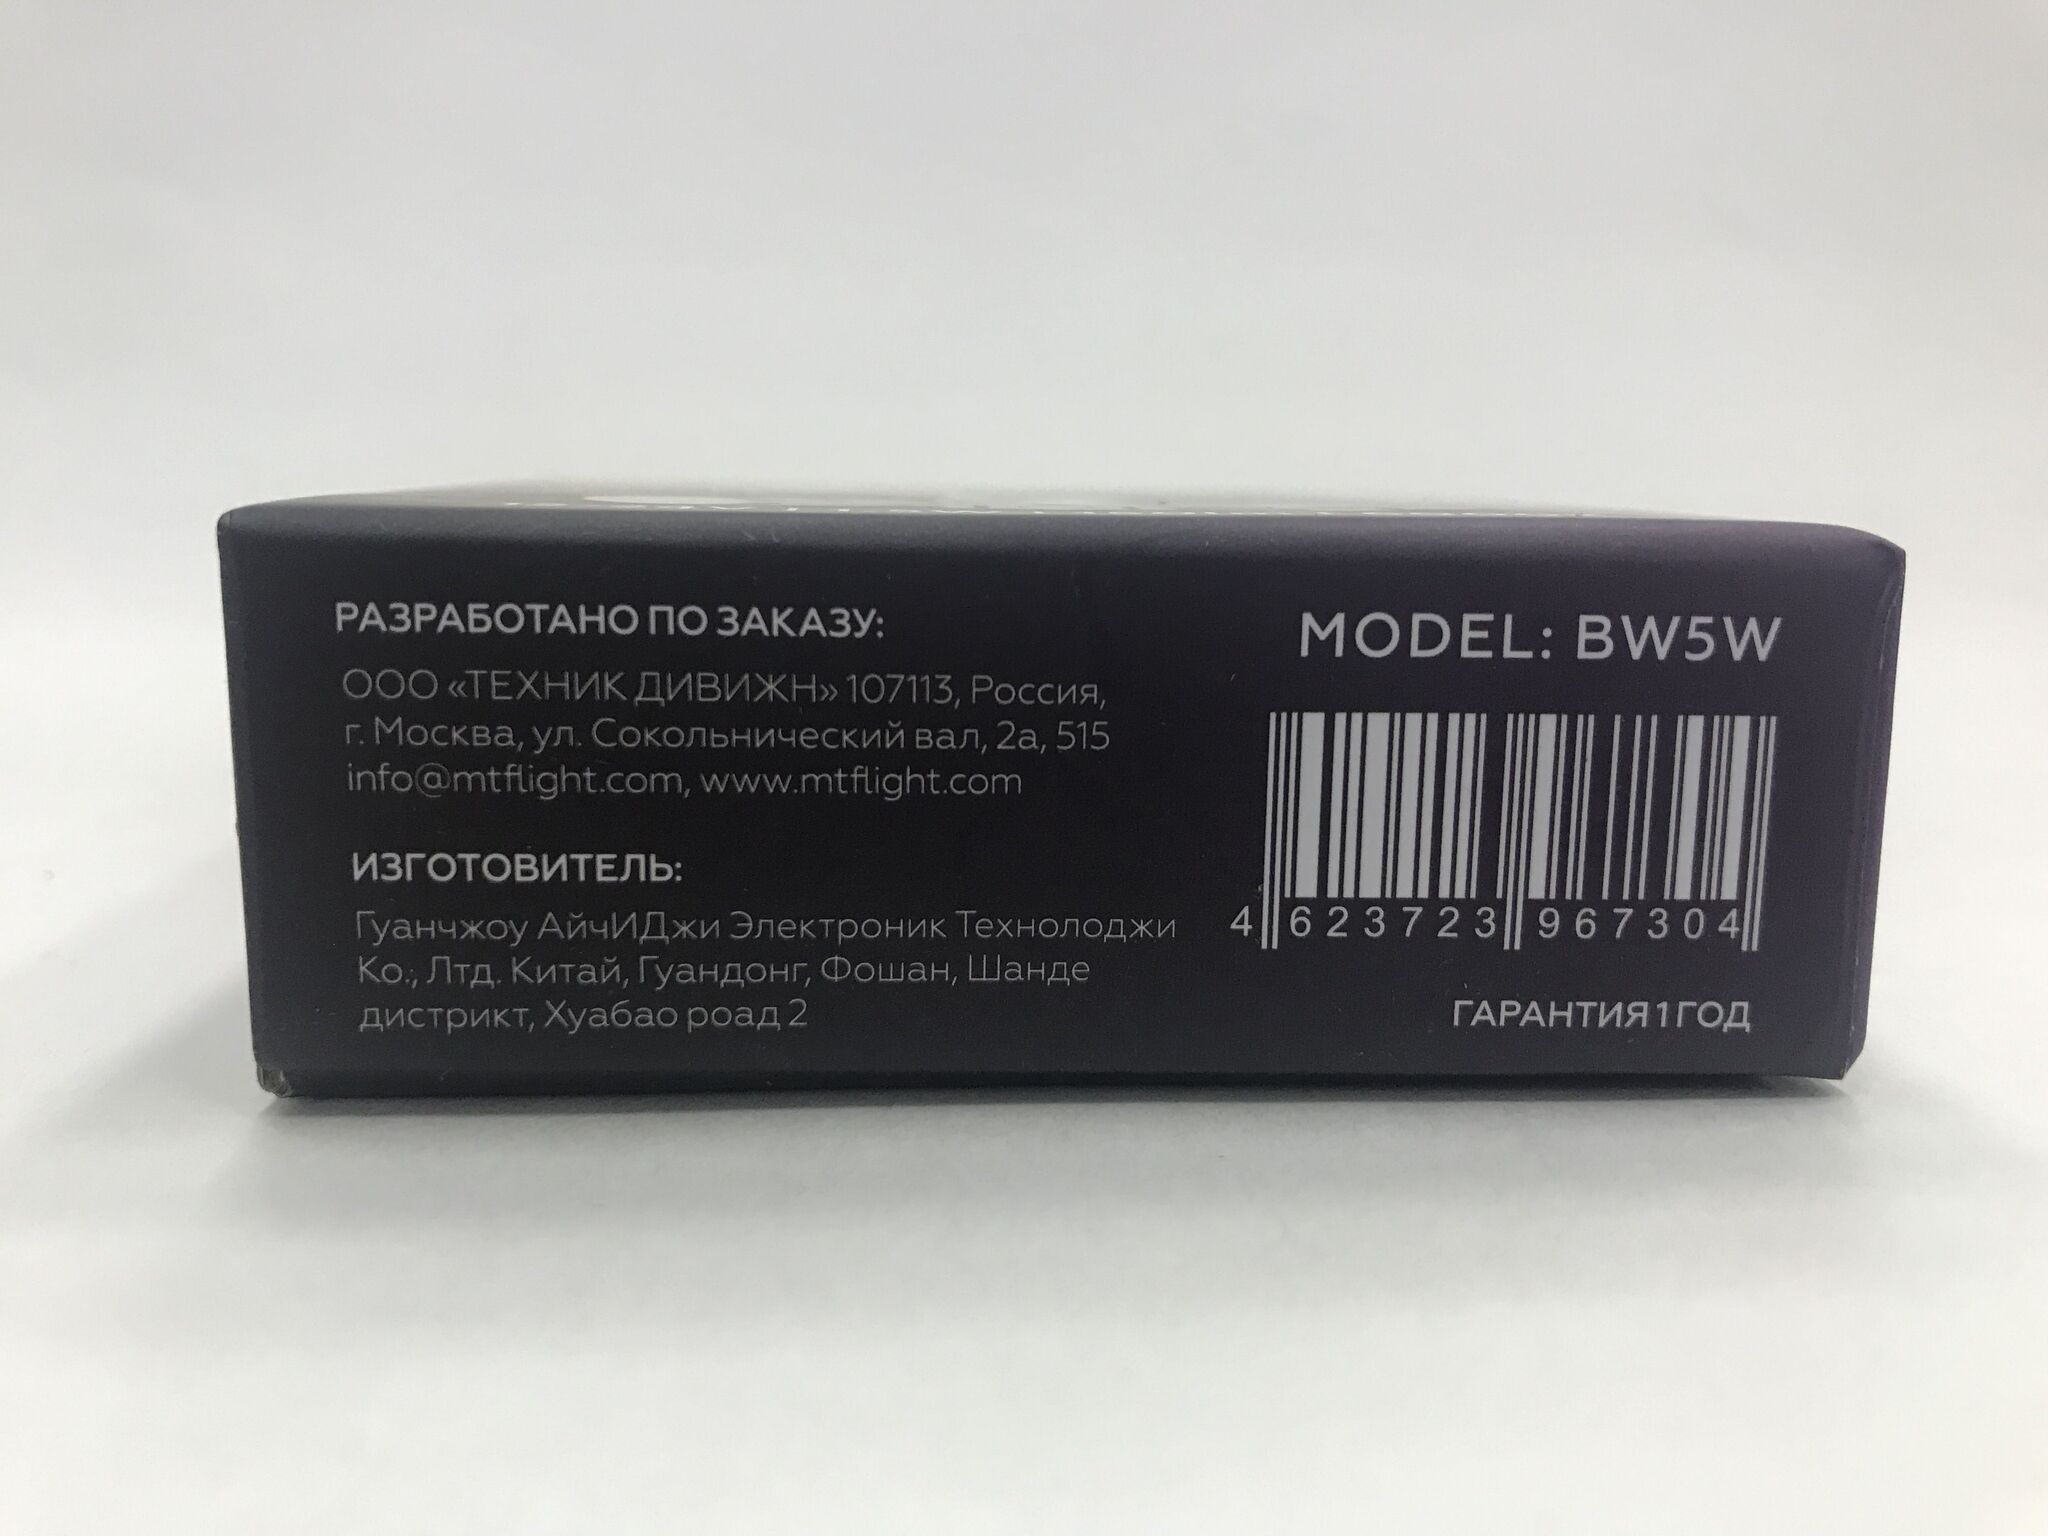 РАЗРАБОТАНО ПО ЗАКАЗУ:
ООО «ТЕХНИК ДИВИЖН» 107113, Россия,
г. Москва, ул. Сокольнический вал, 2а, 515
info@mtflight.com, www.mtflight.com
ИЗГОТОВИТЕЛЬ:
Гуанчжоу АйчИДжи Электроник Технолоджи
Ко., Лтд. Китай, Гуандонг, Фошан, Шанде
дистрикт, Хуабао роад 2
MODEL: BW5W
4 623723 967304
ГАРАНТИЯ 1 ГОД